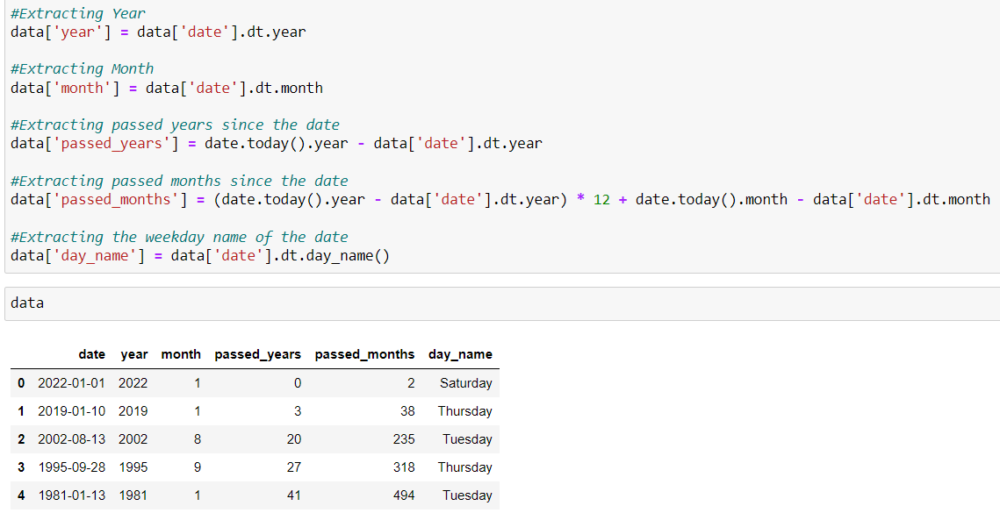 #Extracting Year
data['year'] = data['date'].dt.year
#Extracting Month
data['month'] = data['date'].dt.month
#Extracting passed years since the date
data['passed_years'] = date.today().year - data['date'].dt.year
#Extracting passed months since the date
data['passed_months'] = (date.today().year - data['date'].dt.year) * 12 + date.today().month - data['date'].dt.month
#Extracting the weekday name of the date
data['day_name'] = data['date'].dt.day_name()
data
date year month passed_years passed_months day_name
0 2022-01-01 2022 1 0 2 Saturday
1 2019-01-10 2019 1 3 38 Thursday
2 2002-08-13 2002 8 20 235 Tuesday
3 1995-09-28 1995 9 27 318 Thursday
4 1981-01-13 1981 1 41 494 Tuesday